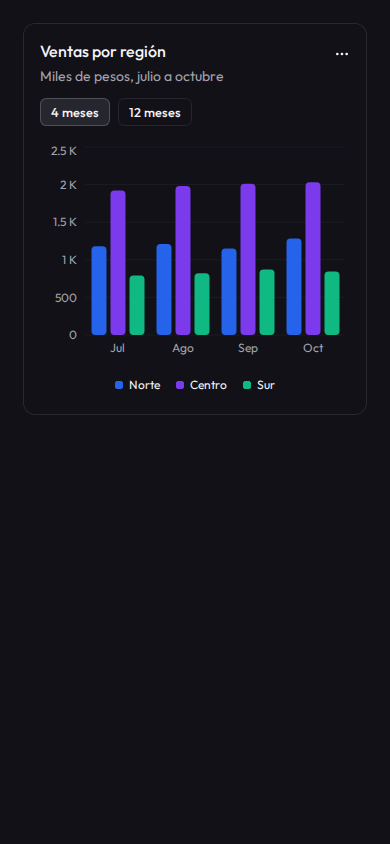 Ventas por región
Miles de pesos, julio a octubre
4 meses 12 meses
2.5 K
2 K
1.5 K
1 K
500
0
Jul Ago Sep Oct
Norte Centro Sur